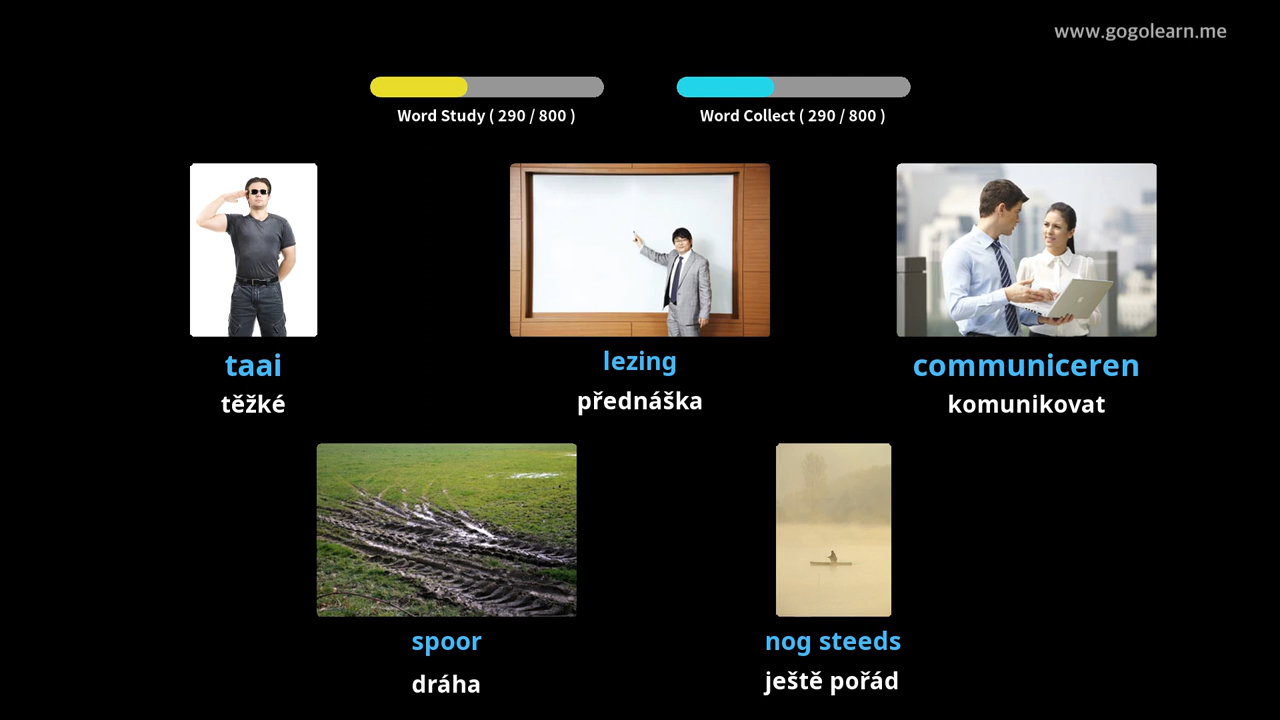 www.gogolearn.me
Word Study ( 290 / 800 )
Word Collect ( 290 / 800 )
taai
těžké
lezing
přednáška
communiceren
komunikovat
spoor
dráha
nog steeds
ještě pořád